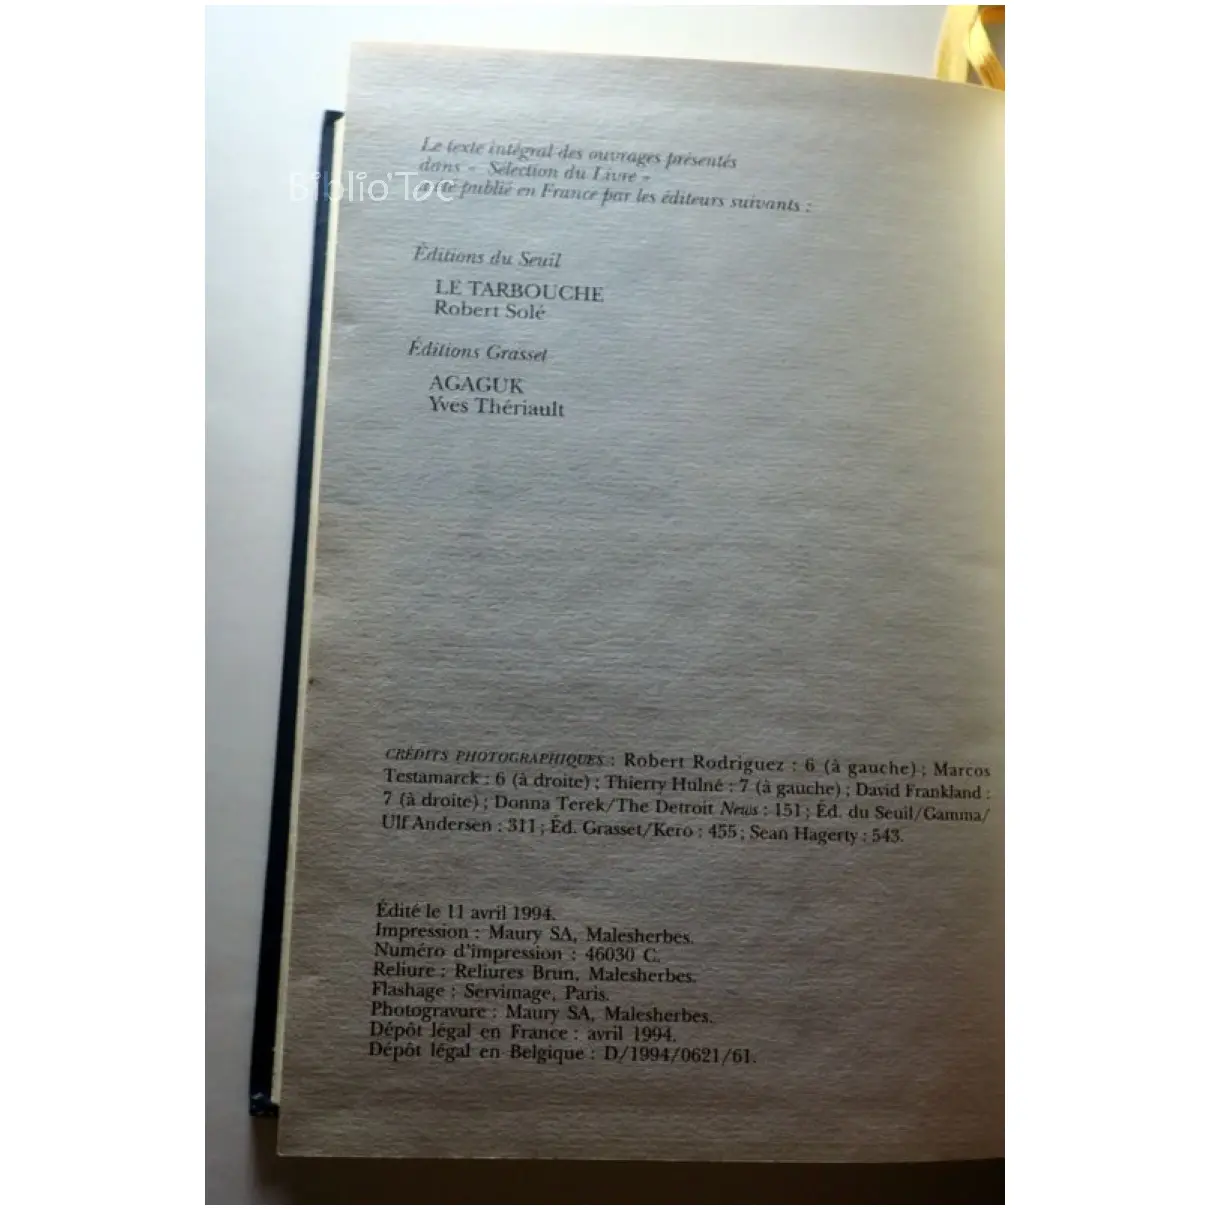 Le texte intégral des ouvrages présentés
dans « Sélection du Livre »
a été publié en France par les éditeurs suivants :
Biblio'Toc
Éditions du Seuil
LE TARBOUCHE
Robert Solé
Éditions Grasset
AGAGUK
Yves Thériault
CRÉDITS PHOTOGRAPHIQUES : Robert Rodriguez : 6 (à gauche) ; Marcos
Testamarck : 6 (à droite) ; Thierry Hulné : 7 (à gauche) ; David Frankland :
7 (à droite) ; Donna Terek/The Detroit News : 151 ; Éd. du Seuil/Gamma/
Ulf Andersen : 311 ; Éd. Grasset/Kero : 455 ; Sean Hagerty : 543.
Édité le 11 avril 1994.
Impression : Maury SA, Malesherbes.
Numéro d'impression : 46030 C.
Reliure : Reliures Brun, Malesherbes.
Flashage : Servimage, Paris.
Photogravure : Maury SA, Malesherbes.
Dépôt légal en France : avril 1994.
Dépôt légal en Belgique : D/1994/0621/61.